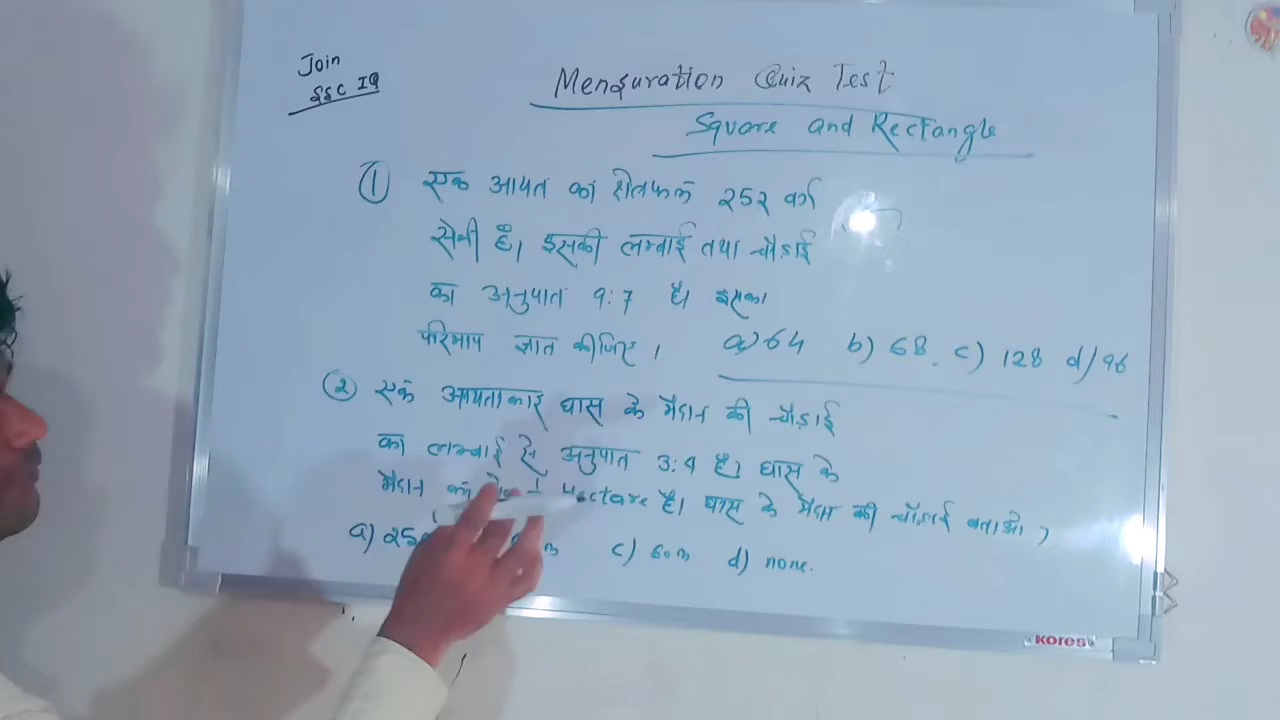 Join
SSC IQ
Mensuration Quiz Test
Square and Rectangle
① एक आयत का क्षेत्रफल २५२ वर्ग
सेमी है। इसकी लम्बाई तथा चौड़ाई
का अनुपात 9:7 है। इसका
परिमाप ज्ञात कीजिए। a) 64 b) 68. c) 128 d) 96
② एक आयताकार घास के मैदान की चौड़ाई
का लम्बाई से अनुपात 3:4 है। घास के
मैदान का Hectare है। घास के मैदान की चौड़ाई बताओ?
a) 25 m c) 60m d) none.
kores